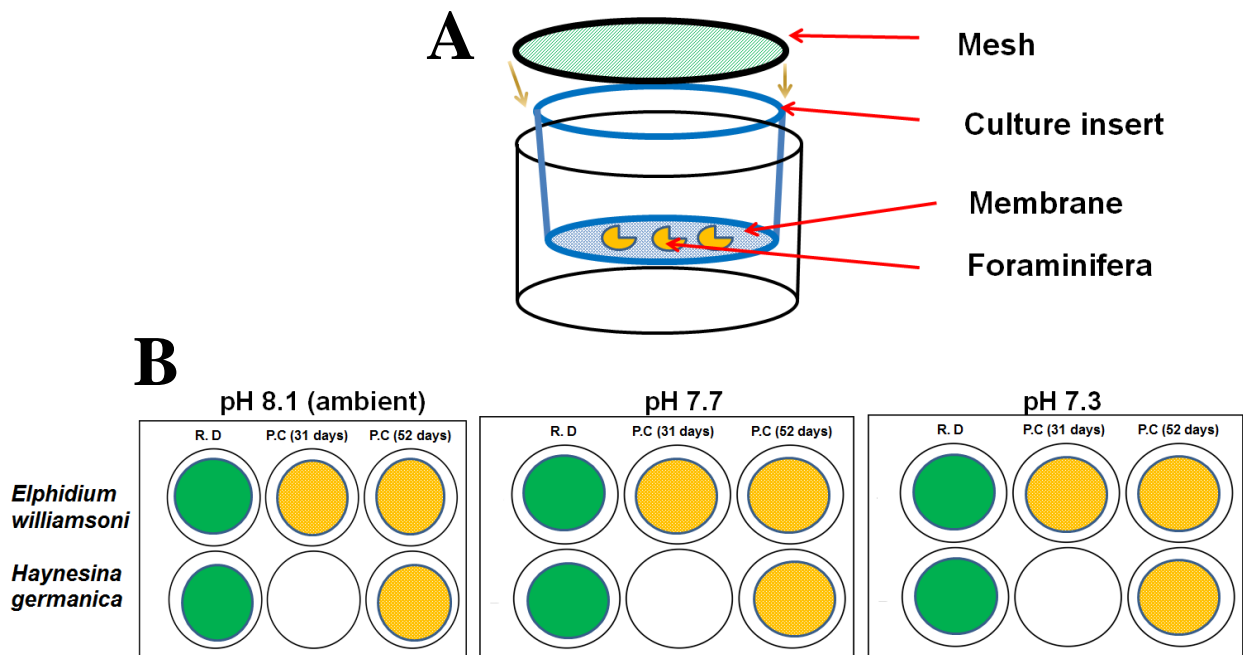 A
Mesh
Culture insert
Membrane
Foraminifera
B
pH 8.1 (ambient)
pH 7.7
pH 7.3
R. D P.C (31 days) P.C (52 days)
R. D P.C (31 days) P.C (52 days)
R. D P.C (31 days) P.C (52 days)
Elphidium
williamsoni
Haynesina
germanica